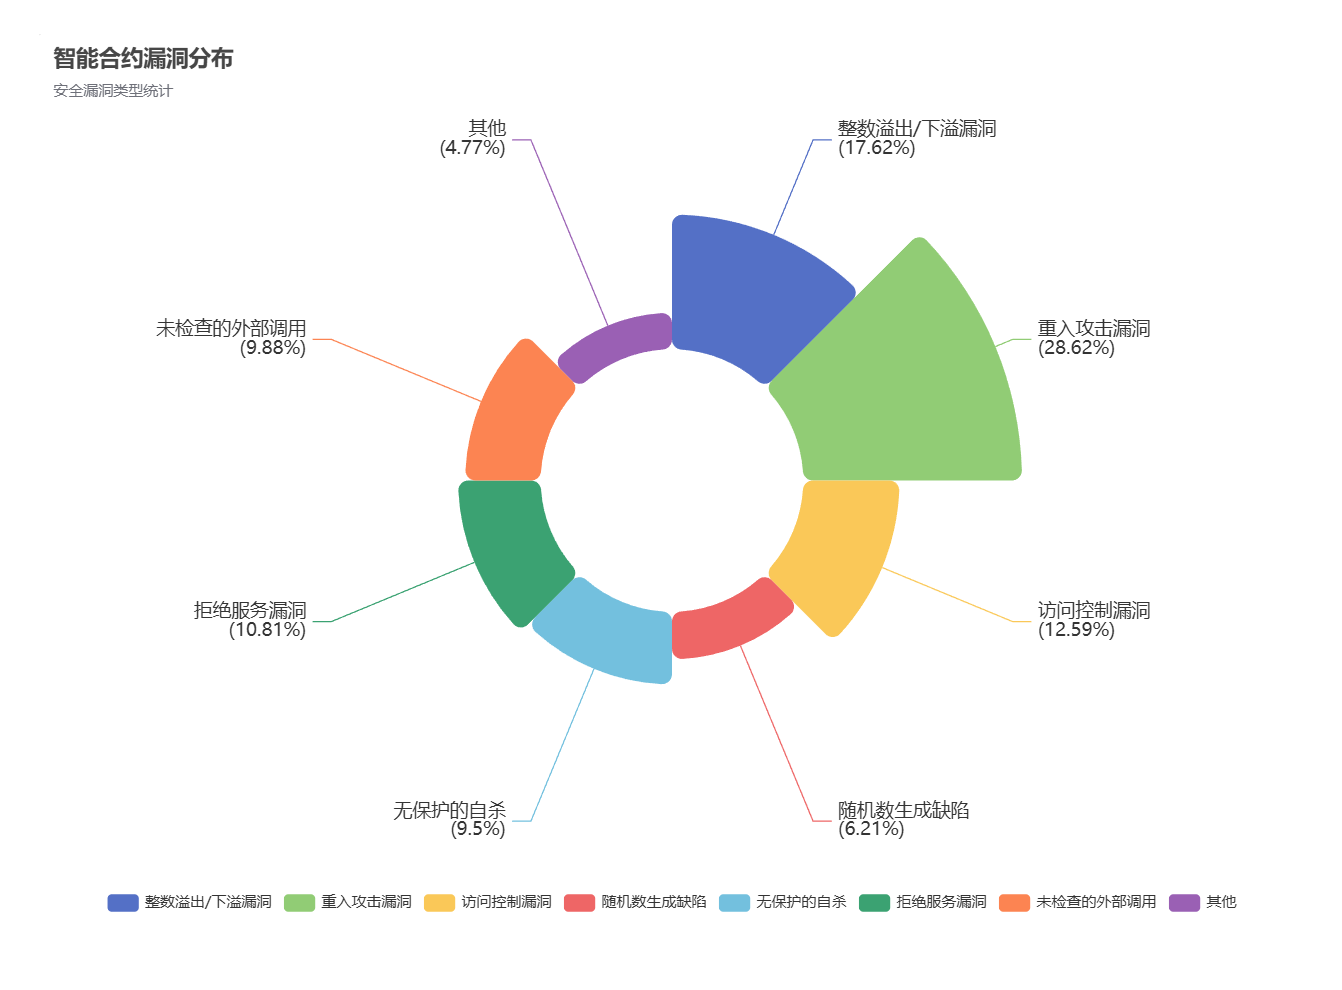 智能合约漏洞分布
安全漏洞类型统计
其他
(4.77%)
整数溢出/下溢漏洞
(17.62%)
未检查的外部调用
(9.88%)
重入攻击漏洞
(28.62%)
拒绝服务漏洞
(10.81%)
访问控制漏洞
(12.59%)
无保护的自杀
(9.5%)
随机数生成缺陷
(6.21%)
整数溢出/下溢漏洞 重入攻击漏洞 访问控制漏洞 随机数生成缺陷 无保护的自杀 拒绝服务漏洞 未检查的外部调用 其他